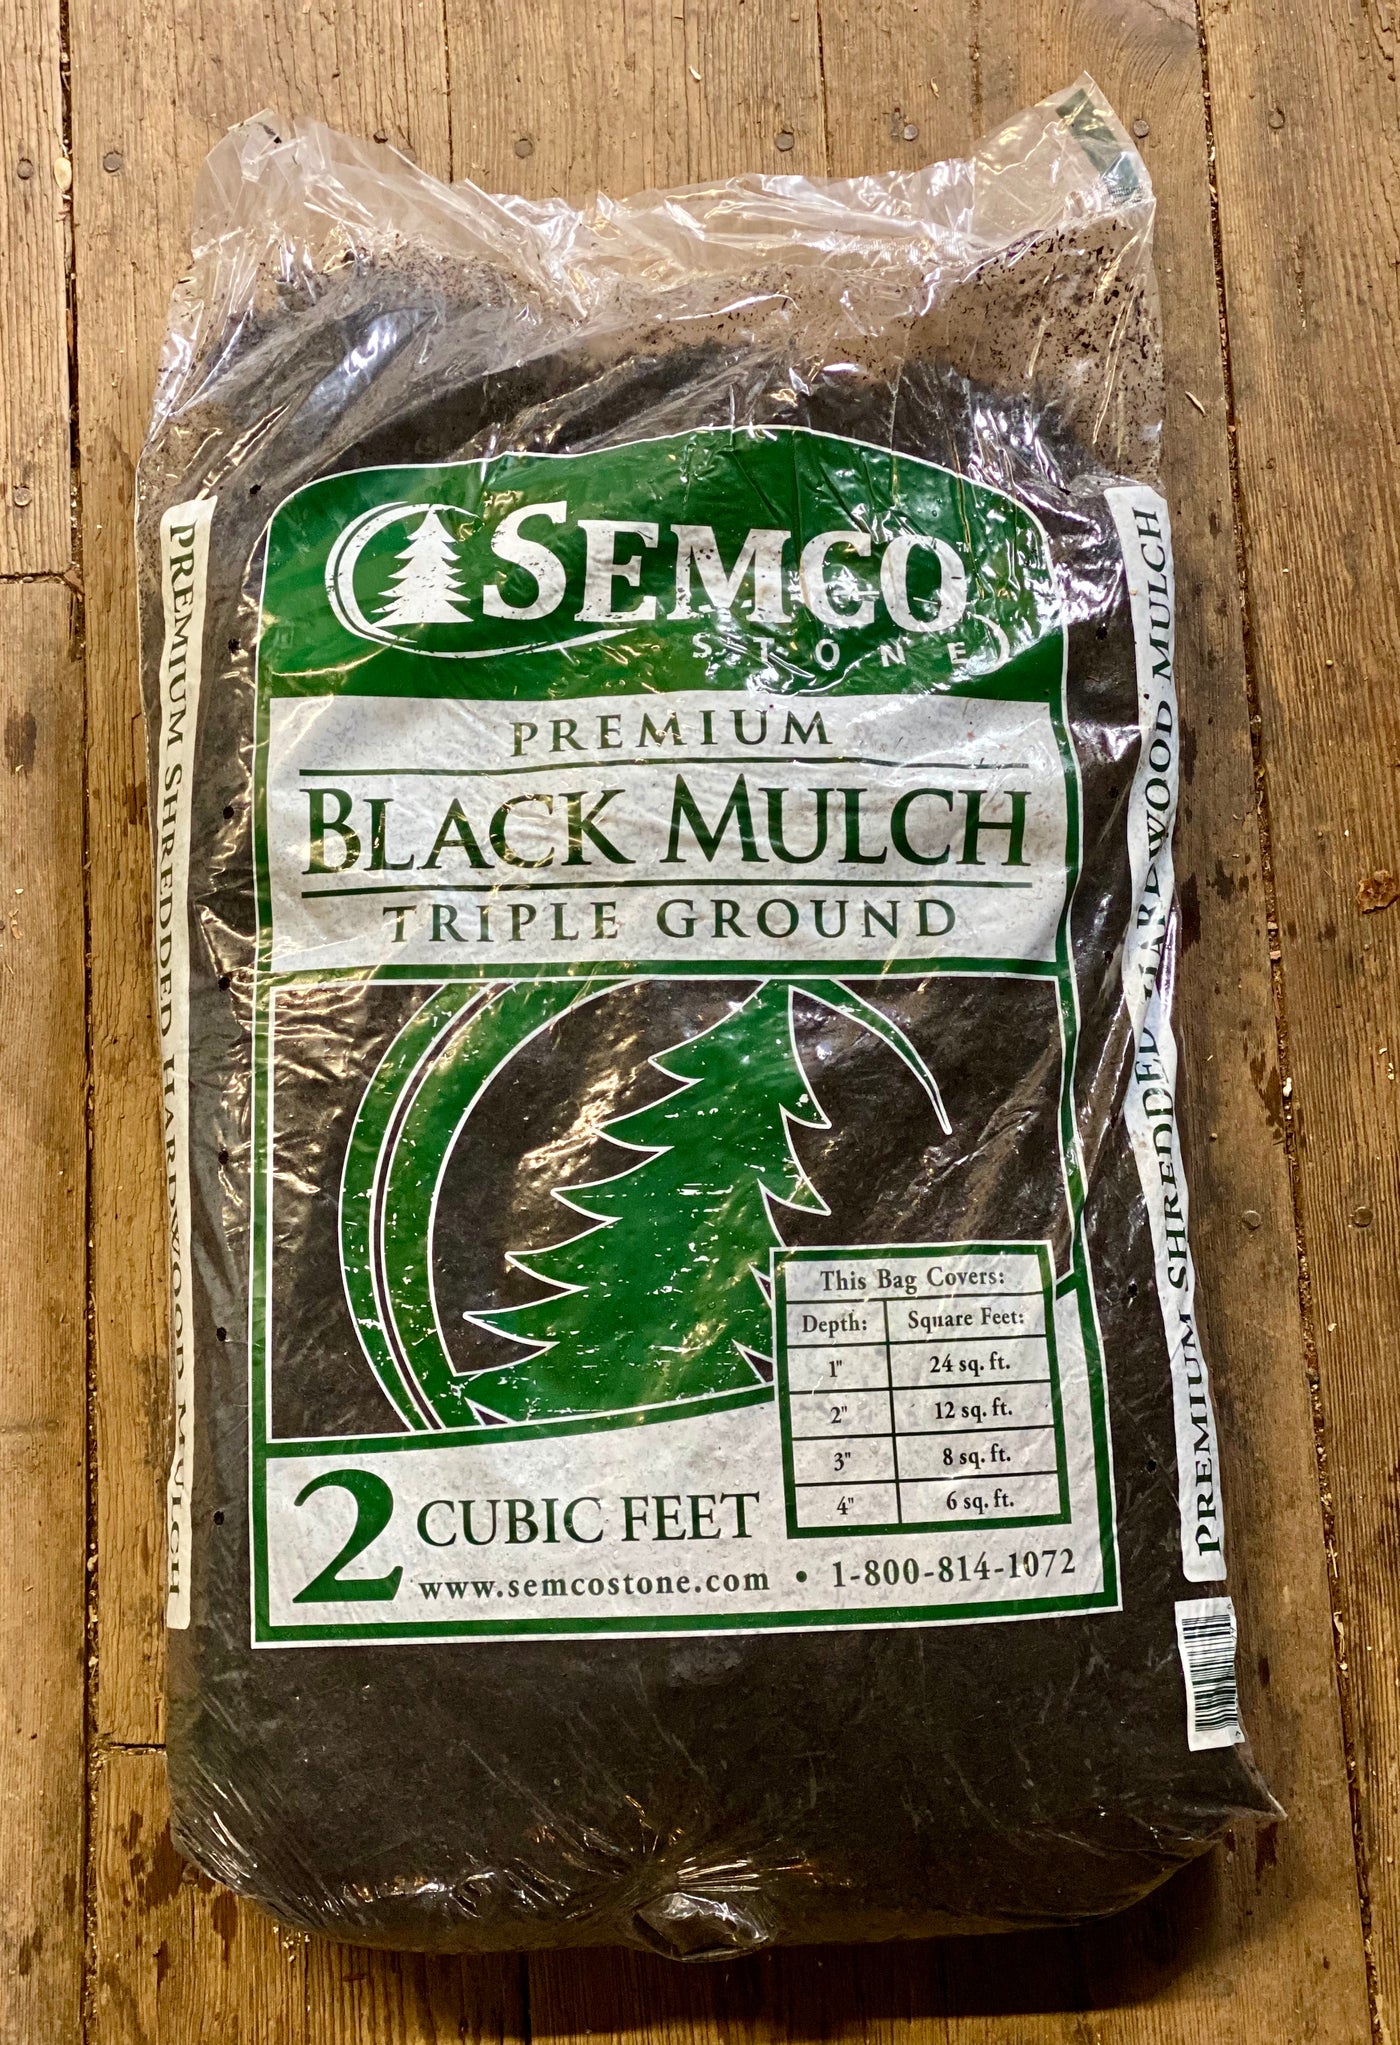 SEMCO
STONE
PREMIUM
BLACK MULCH
TRIPLE GROUND
This Bag Covers:
Depth: Square Feet:
1" 24 sq. ft.
2" 12 sq. ft.
3" 8 sq. ft.
4" 6 sq. ft.
2 CUBIC FEET
www.semcostone.com • 1-800-814-1072
PREMIUM SHREDDED HARDWOOD MULCH
PREMIUM SHREDDED HARDWOOD MULCH